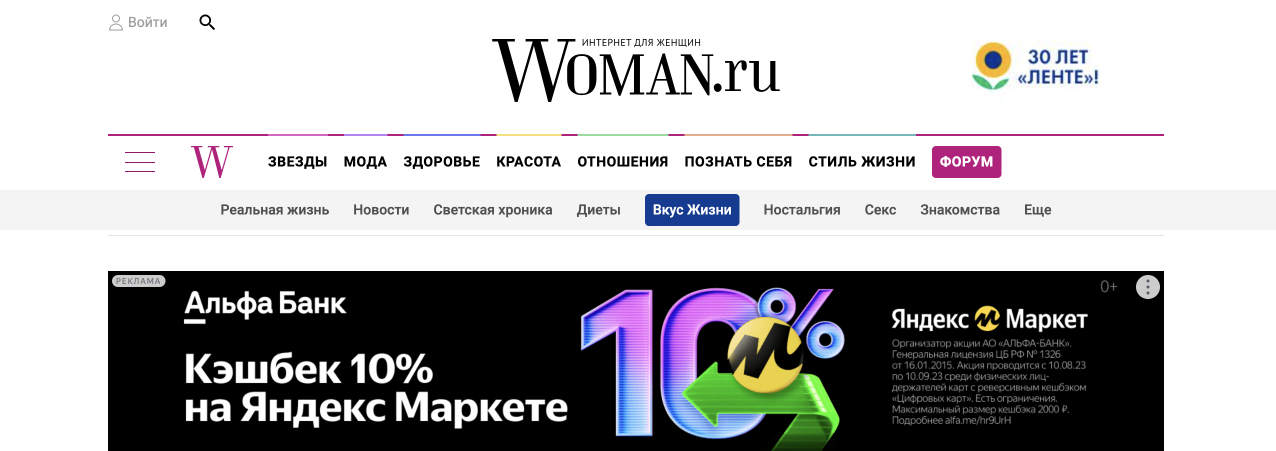 Войти
ИНТЕРНЕТ ДЛЯ ЖЕНЩИН
WOMAN.ru
30 ЛЕТ
«ЛЕНТЕ»!
W
ЗВЕЗДЫ МОДА ЗДОРОВЬЕ КРАСОТА ОТНОШЕНИЯ ПОЗНАТЬ СЕБЯ СТИЛЬ ЖИЗНИ ФОРУМ
Реальная жизнь Новости Светская хроника Диеты Вкус Жизни Ностальгия Секс Знакомства Еще
РЕКЛАМА
0+
Альфа Банк
Кэшбек 10%
на Яндекс Маркете
10%
Яндекс Маркет
Организатор акции АО «АЛЬФА-БАНК».
Генеральная лицензия ЦБ РФ № 1326
от 16.01.2015. Акция проводится с 10.08.23
по 10.09.23 среди физических лиц-
держателей карт с реверсивным кешбэком
«Цифровых карт». Есть ограничения.
Максимальный размер кешбэка 2000 ₽.
Подробнее alfa.me/hr9UrH